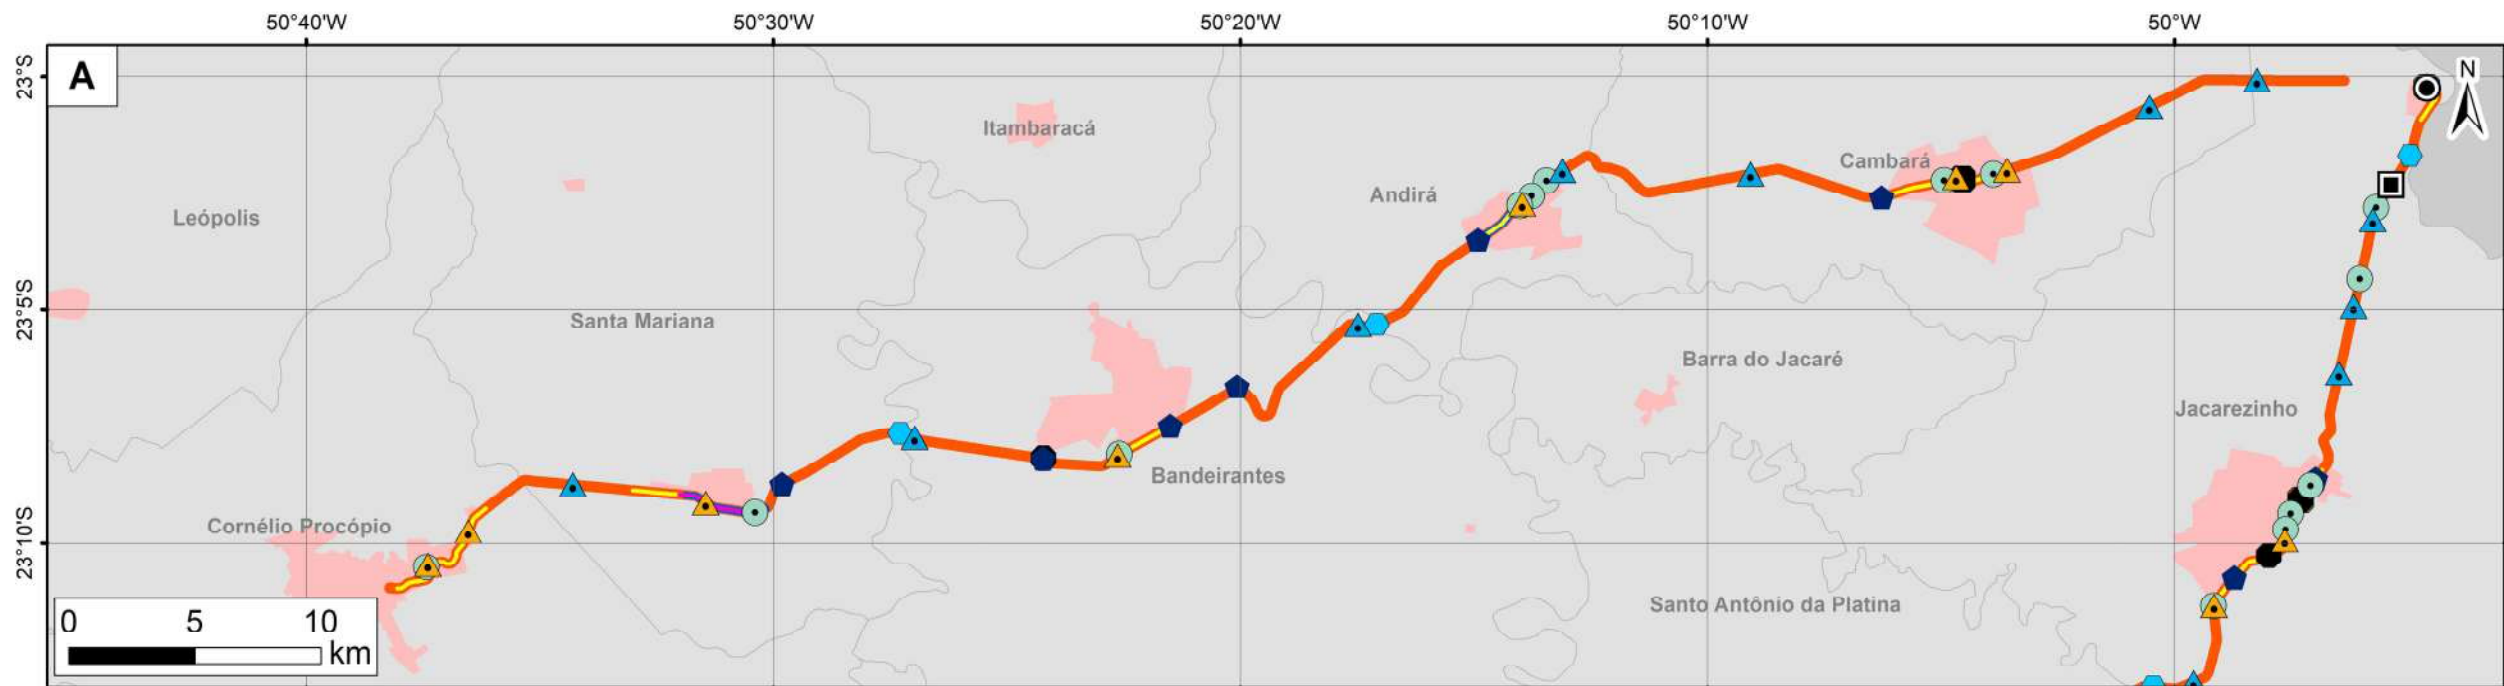 50°40'W 50°30'W 50°20'W 50°10'W 50°W
A
N
23°S
Itambaracá
Cambará
Andirá
Leópolis
23°5'S
Santa Mariana
Barra do Jacaré
Jacarezinho
Bandeirantes
Cornélio Procópio
23°10'S
Santo Antônio da Platina
0 5 10
km